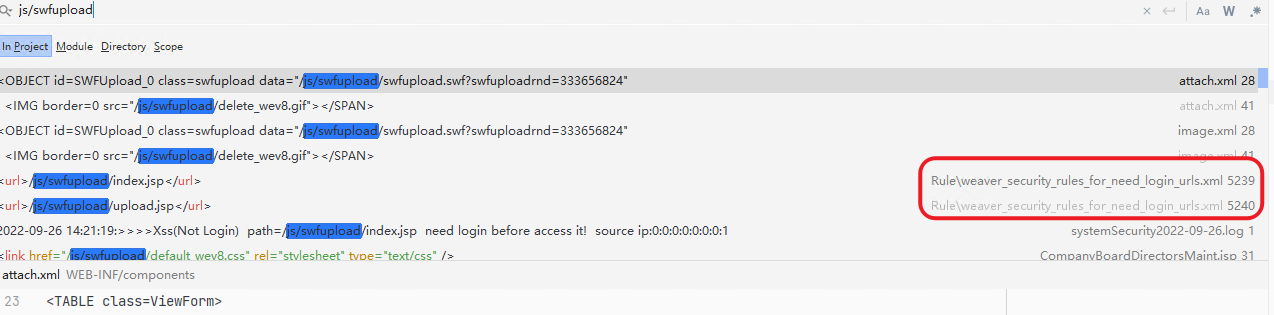 js/swfupload
Aa W .*
In Project Module Directory Scope
<OBJECT id=SWFUpload_0 class=swfupload data="/js/swfupload/swfupload.swf?swfuploadrnd=333656824" attach.xml 28
<IMG border=0 src="/js/swfupload/delete_wev8.gif"></SPAN> attach.xml 41
<OBJECT id=SWFUpload_0 class=swfupload data="/js/swfupload/swfupload.swf?swfuploadrnd=333656824" image.xml 28
<IMG border=0 src="/js/swfupload/delete_wev8.gif"></SPAN> image.xml 41
<url>/js/swfupload/index.jsp</url> Rule\weaver_security_rules_for_need_login_urls.xml 5239
<url>/js/swfupload/upload.jsp</url> Rule\weaver_security_rules_for_need_login_urls.xml 5240
2022-09-26 14:21:19:>>>>Xss(Not Login) path=/js/swfupload/index.jsp need login before access it! source ip:0:0:0:0:0:0:0:1 systemSecurity2022-09-26.log 1
<link href="/js/swfupload/default_wev8.css" rel="stylesheet" type="text/css" /> CompanyBoardDirectorsMaint.jsp 31
attach.xml WEB-INF/components
23 <TABLE class=ViewForm>